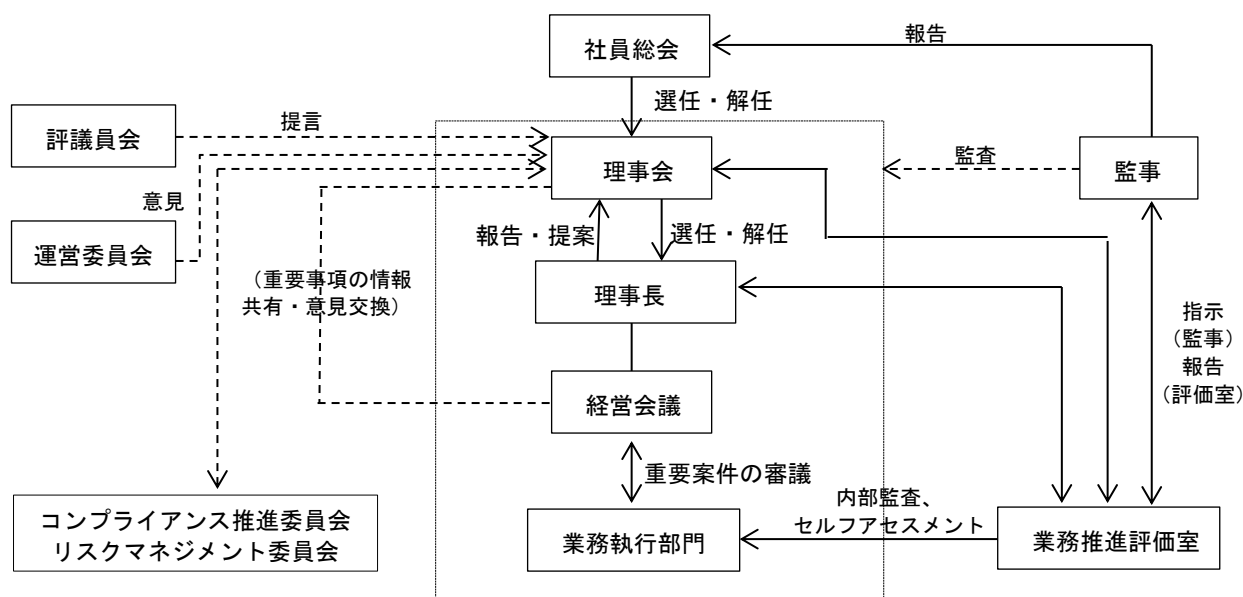 社員総会
報告
選任・解任
評議員会
提言
理事会
監査
監事
意見
運営委員会
報告・提案
選任・解任
(重要事項の情報
共有・意見交換)
理事長
指示
(監事)
報告
(評価室)
経営会議
重要案件の審議
内部監査、
セルフアセスメント
コンプライアンス推進委員会
リスクマネジメント委員会
業務執行部門
業務推進評価室